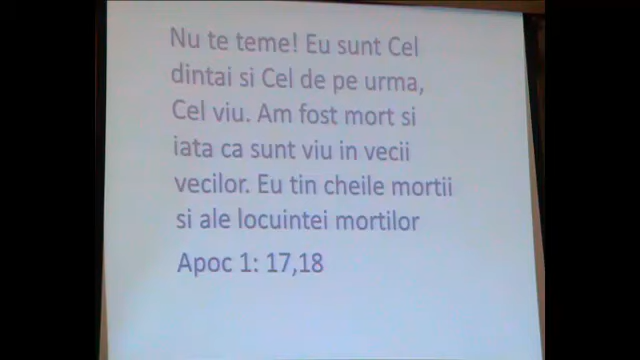 Nu te teme! Eu sunt Cel
dintai si Cel de pe urma,
Cel viu. Am fost mort si
iata ca sunt viu in vecii
vecilor. Eu tin cheile mortii
si ale locuintei mortilor
Apoc 1: 17,18